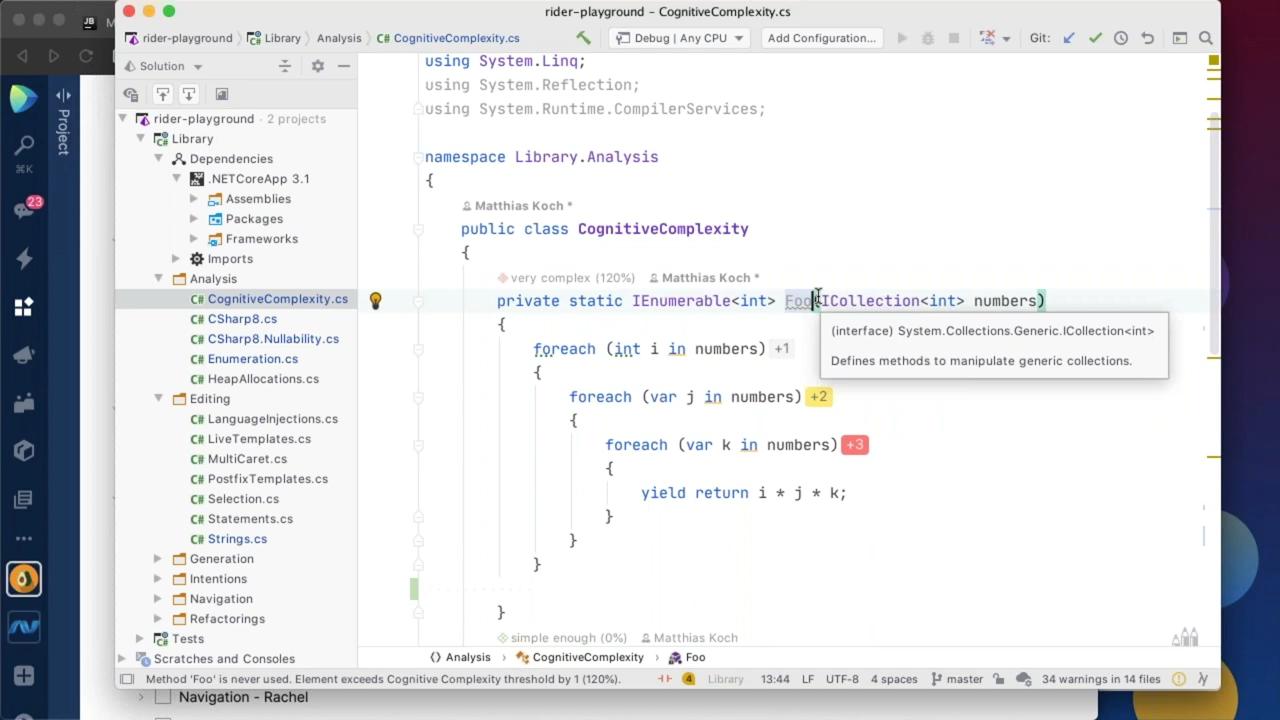 JB M
rider-playground – CognitiveComplexity.cs
rider-playground Library Analysis C# CognitiveComplexity.cs
Debug | Any CPU Add Configuration... Git:
Solution
rider-playground · 2 projects
Library
Dependencies
.NETCoreApp 3.1
Assemblies
Packages
Frameworks
Imports
Analysis
C# CognitiveComplexity.cs
C# CSharp8.cs
C# CSharp8.Nullability.cs
C# Enumeration.cs
C# HeapAllocations.cs
Editing
C# LanguageInjections.cs
C# LiveTemplates.cs
C# MultiCaret.cs
C# PostfixTemplates.cs
C# Selection.cs
C# Statements.cs
C# Strings.cs
Generation
Intentions
Navigation
Refactorings
Tests
Scratches and Consoles
Project
⌘K
23
using System.Linq;
using System.Reflection;
using System.Runtime.CompilerServices;
namespace Library.Analysis
{
Matthias Koch *
public class CognitiveComplexity
{
very complex (120%) Matthias Koch *
private static IEnumerable<int> Foo(ICollection<int> numbers)
{
(interface) System.Collections.Generic.ICollection<int>
Defines methods to manipulate generic collections.
foreach (int i in numbers) +1
{
foreach (var j in numbers) +2
{
foreach (var k in numbers) +3
{
yield return i * j * k;
}
}
}
}
simple enough (0%) Matthias Koch
{} Analysis › CognitiveComplexity › Foo
Method 'Foo' is never used. Element exceeds Cognitive Complexity threshold by 1 (120%). 4 Library 13:44 LF UTF-8 4 spaces master 34 warnings in 14 files
Navigation - Rachel